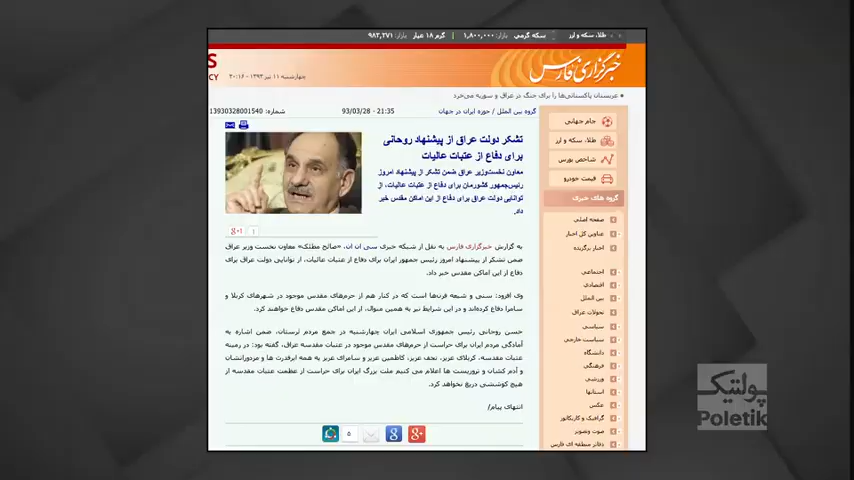 طلا، سکه و ارز
سکه گرمی بازار: ۱,۸۰۰,۰۰۰ | گرم ۱۸ عیار بازار: ۹۸۲,۲۷۱
خبرگزاری فارس
S
CY
چهارشنبه ۱۱ تیر ۱۳۹۳ - ۲۰:۱۶
عربستان پاکستانی‌ها را برای جنگ در عراق و سوریه می‌خرد
گروه بین الملل / حوزه ایران در جهان
93/03/28 - 21:35
شماره: 13930328001540
تشکر دولت عراق از پیشنهاد روحانی
برای دفاع از عتبات عالیات
معاون نخست‌وزیر عراق ضمن تشکر از پیشنهاد امروز
رئیس‌جمهور کشورمان برای دفاع از عتبات عالیات، از
توانایی دولت عراق برای دفاع از این اماکن مقدس خبر
داد.
به گزارش خبرگزاری فارس به نقل از شبکه خبری سی ان ان، «صالح مطلک» معاون نخست وزیر عراق
ضمن تشکر از پیشنهاد امروز رئیس جمهور ایران برای دفاع از عتبات عالیات، از توانایی دولت عراق برای
دفاع از این اماکن مقدس خبر داد.
وی افزود: سنی و شیعه قرن‌ها است که در کنار هم از حرم‌های مقدس موجود در شهرهای کربلا و
سامرا دفاع کرده‌اند و در این شرایط نیز به همین منوال، از این اماکن مقدس دفاع خواهند کرد.
حسن روحانی رئیس جمهوری اسلامی ایران چهارشنبه در جمع مردم لرستان، ضمن اشاره به
آمادگی مردم ایران برای حراست از حرم‌های مقدس موجود در عتبات مقدسه عراق، گفته بود: در زمینه
عتبات مقدسه، کربلای عزیز، نجف عزیز، کاظمین عزیز و سامرای عزیز به همه ابرقدرت ها و مزدورانشان
و آدم کشان و تروریست ها اعلام می کنیم ملت بزرگ ایران برای حراست از عظمت عتبات مقدسه از
هیچ کوششی دریغ نخواهد کرد.
انتهای پیام/
۵
جام جهانی
طلا، سکه و ارز
شاخص بورس
قیمت خودرو
گروه های خبری
صفحه اصلی
عناوین کل اخبار
اخبار برگزیده
اجتماعی
اقتصادی
بین الملل
تحولات عراق
سیاسی
سیاست خارجی
دانشگاه
فرهنگی
ورزشی
استانها
عکس
گرافیک و کاریکاتور
صوت و تصویر
دفاتر منطقه ای فارس
پولتیک
Poletik